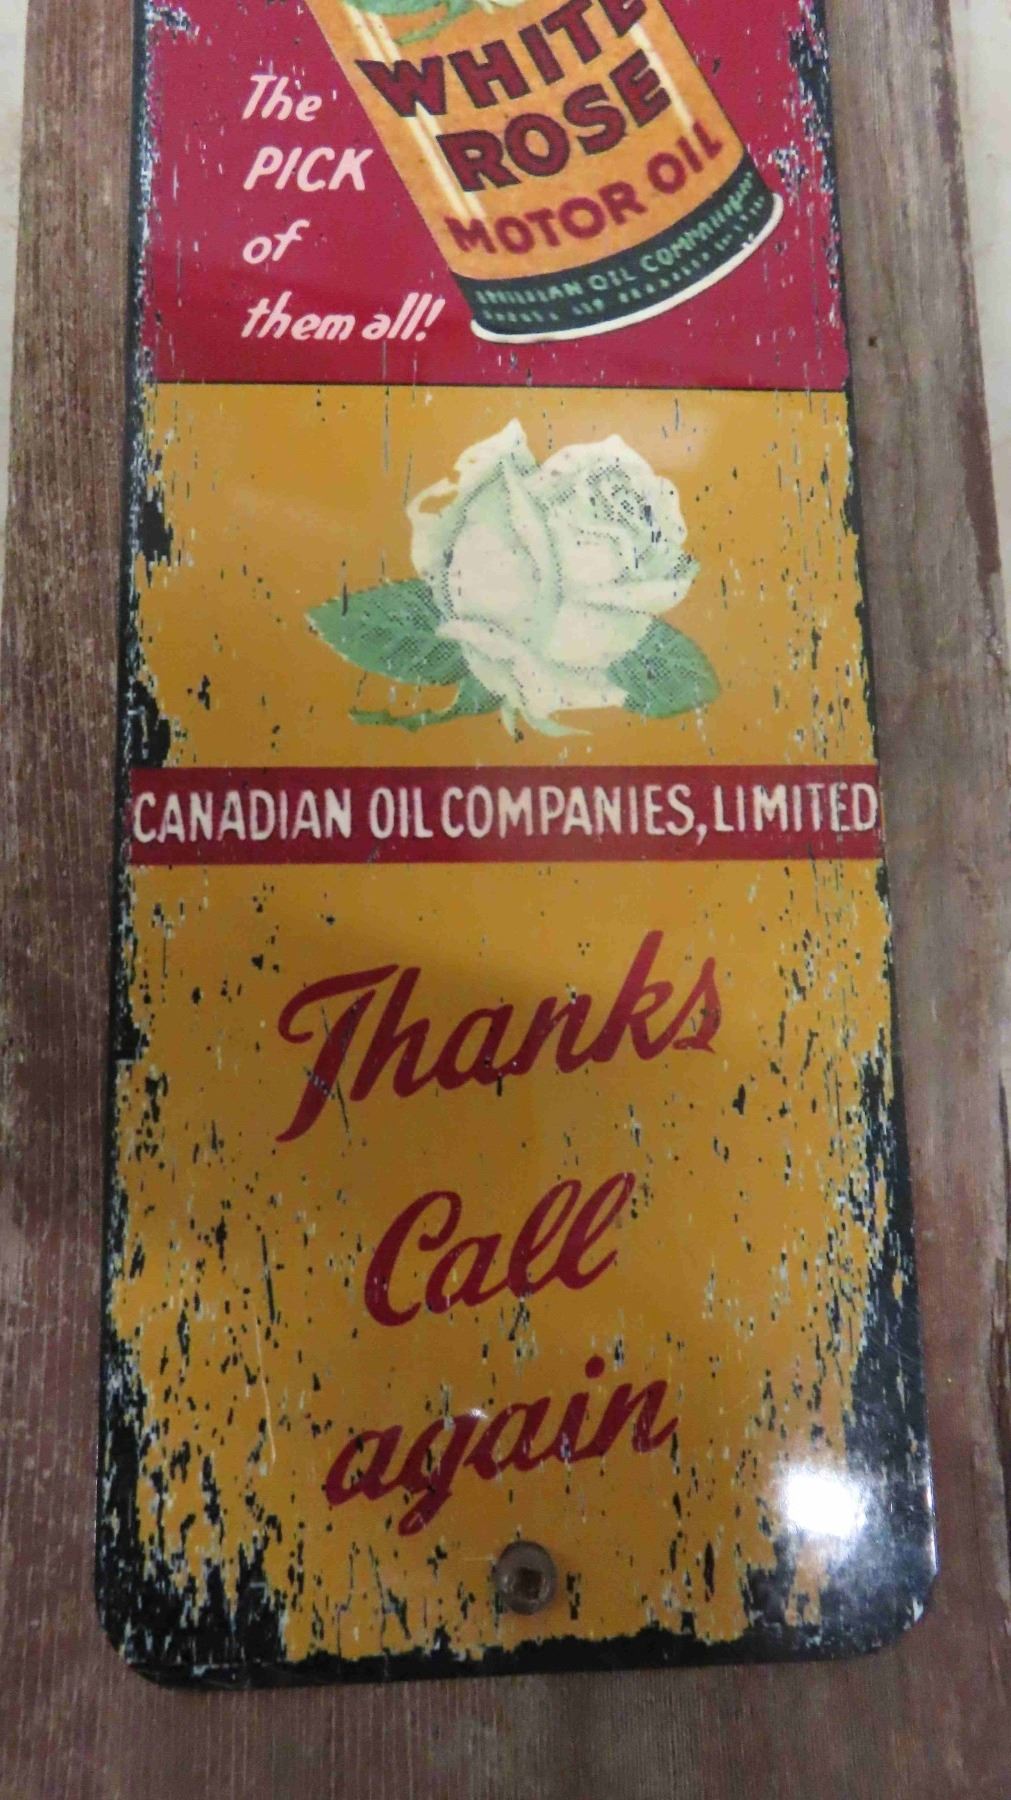 WHITE
ROSE
MOTOR OIL
The
PICK
of
them all!
CANADIAN OIL COMPANIES, LIMITED
Thanks
Call
again